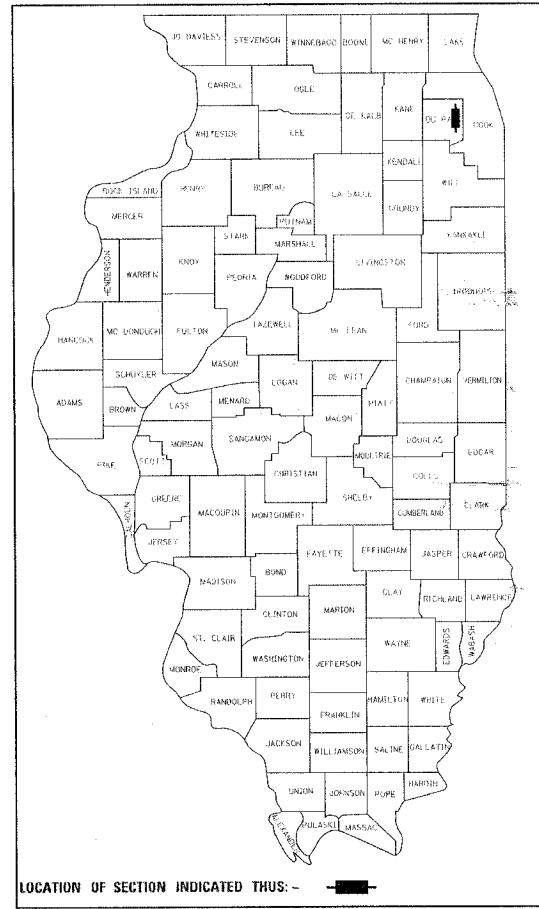 JO DAVIESS STEVENSON WINNEBAGO BOONE MC HENRY LAKE
CARROLL OGLE
DE KALB KANE COOK
WHITESIDE LEE
KENDALL
ROCK ISLAND HENRY BUREAU LA SALLE GRUNDY WILL
MERCER PUTNAM
STARK MARSHALL KANKAKEE
HENDERSON WARREN KNOX PEORIA WOODFORD LIVINGSTON
HANCOCK MC DONOUGH FULTON TAZEWELL MC LEAN FORD
MASON
SCHUYLER DE WITT CHAMPAIGN VERMILION
ADAMS BROWN CASS MENARD LOGAN MACON PIATT
MORGAN SANGAMON DOUGLAS EDGAR
PIKE SCOTT CHRISTIAN MOULTRIE COLES
GREENE MACOUPIN MONTGOMERY SHELBY CUMBERLAND CLARK
CALHOUN JERSEY
FAYETTE EFFINGHAM JASPER CRAWFORD
MADISON BOND
CLAY RICHLAND LAWRENCE
CLINTON MARION
ST. CLAIR WAYNE EDWARDS WABASH
WASHINGTON JEFFERSON
MONROE
RANDOLPH PERRY HAMILTON WHITE
FRANKLIN
JACKSON WILLIAMSON SALINE GALLATIN
UNION JOHNSON POPE HARDIN
ALEXANDER PULASKI MASSAC
LOCATION OF SECTION INDICATED THUS: -